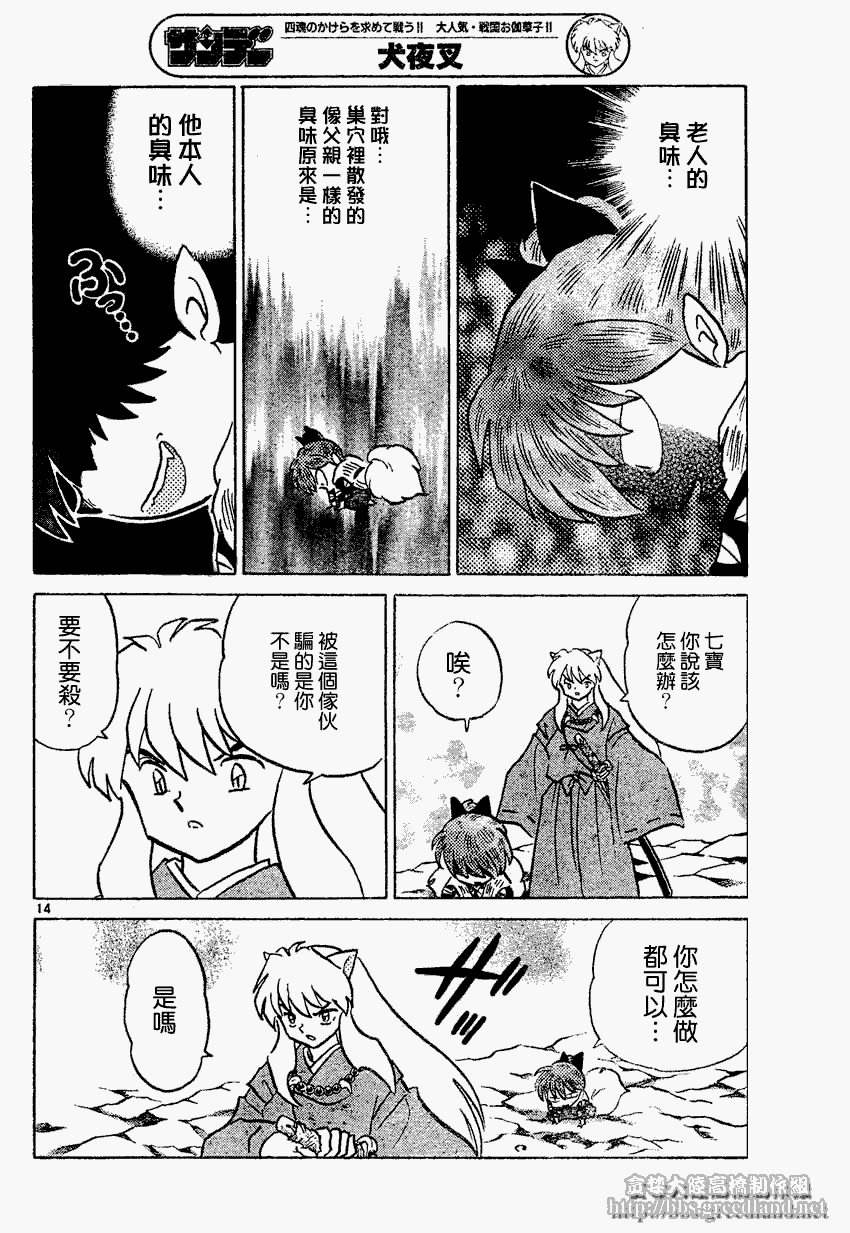 サンデー
四魂のかけらを求めて戦う!! 大人気・戦国お伽草子!!
犬夜叉
老人的
臭味…
對哦…
巢穴裡散發的
像父親一樣的
臭味原來是…
他本人
的臭味…
ふっ…
七寶
你說該
怎麼辦？
唉？
被這個傢伙
騙的是你
不是嗎？
要不要殺？
14
你怎麼做
都可以…
是嗎
貪婪大陸高橋制作組
http://bbs.greedland.net